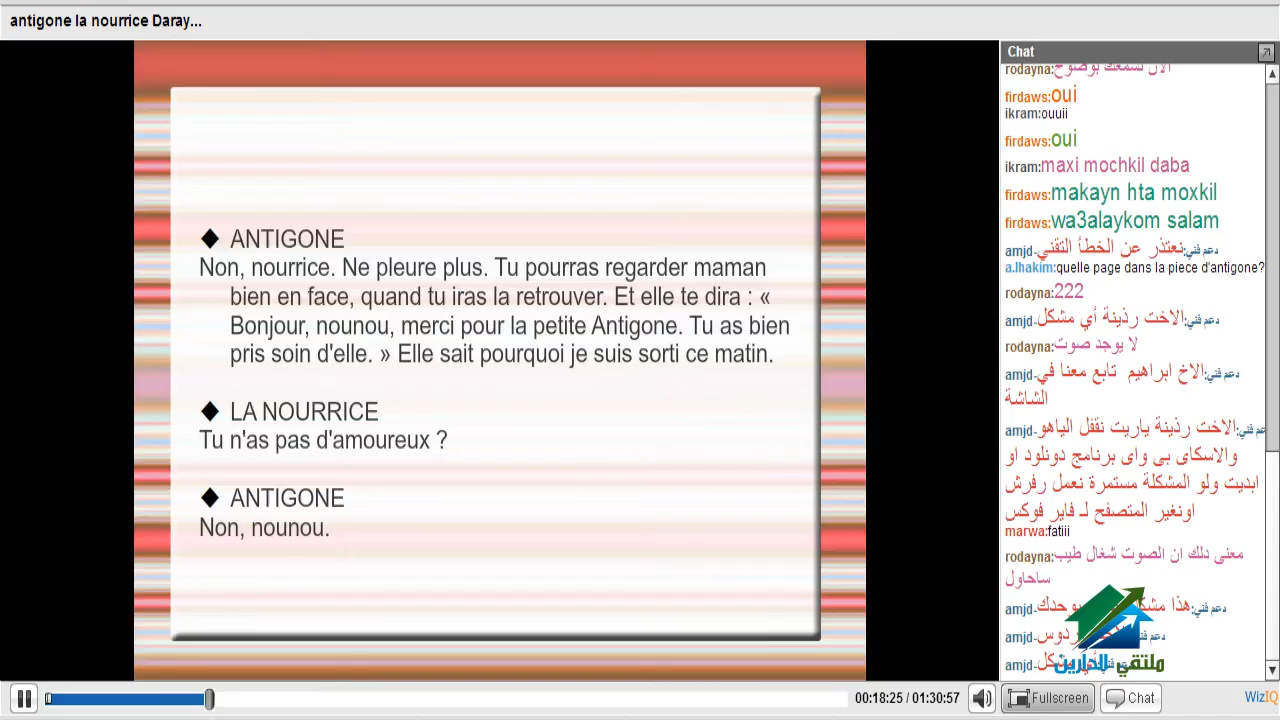 antigone la nourrice Daray...
◆ ANTIGONE
Non, nourrice. Ne pleure plus. Tu pourras regarder maman
bien en face, quand tu iras la retrouver. Et elle te dira : «
Bonjour, nounou, merci pour la petite Antigone. Tu as bien
pris soin d'elle. » Elle sait pourquoi je suis sorti ce matin.
◆ LA NOURRICE
Tu n'as pas d'amoureux ?
◆ ANTIGONE
Non, nounou.
Chat
rodayna:الان نسمعك بوضوح
firdaws:oui
ikram:ouuii
firdaws:oui
ikram:maxi mochkil daba
firdaws:makayn hta moxkil
firdaws:wa3alaykom salam
amjd-دعم فني:نعتذر عن الخطأ التقني
a.lhakim:quelle page dans la piece d'antigone?
rodayna:222
amjd-دعم فني:الاخت رذينة أي مشكل
rodayna:لا يوجد صوت
amjd-دعم فني:الاخ ابراهيم تابع معنا في
الشاشة
amjd-دعم فني:الاخت رذينة ياريت نقفل الياهو
والاسكاى بى واى برنامج دونلود او
ابديت ولو المشكلة مستمرة نعمل رفرش
اونغير المتصفح لـ فاير فوكس
marwa:fatiii
rodayna:معنى دلك ان الصوت شغال طيب
ساحاول
amjd-دعم فني:هذا بوحدك
amjd-دعم فني:
amjd-
ملتقي الدارين
00:18:25 / 01:30:57
Fullscreen
Chat
WizIQ